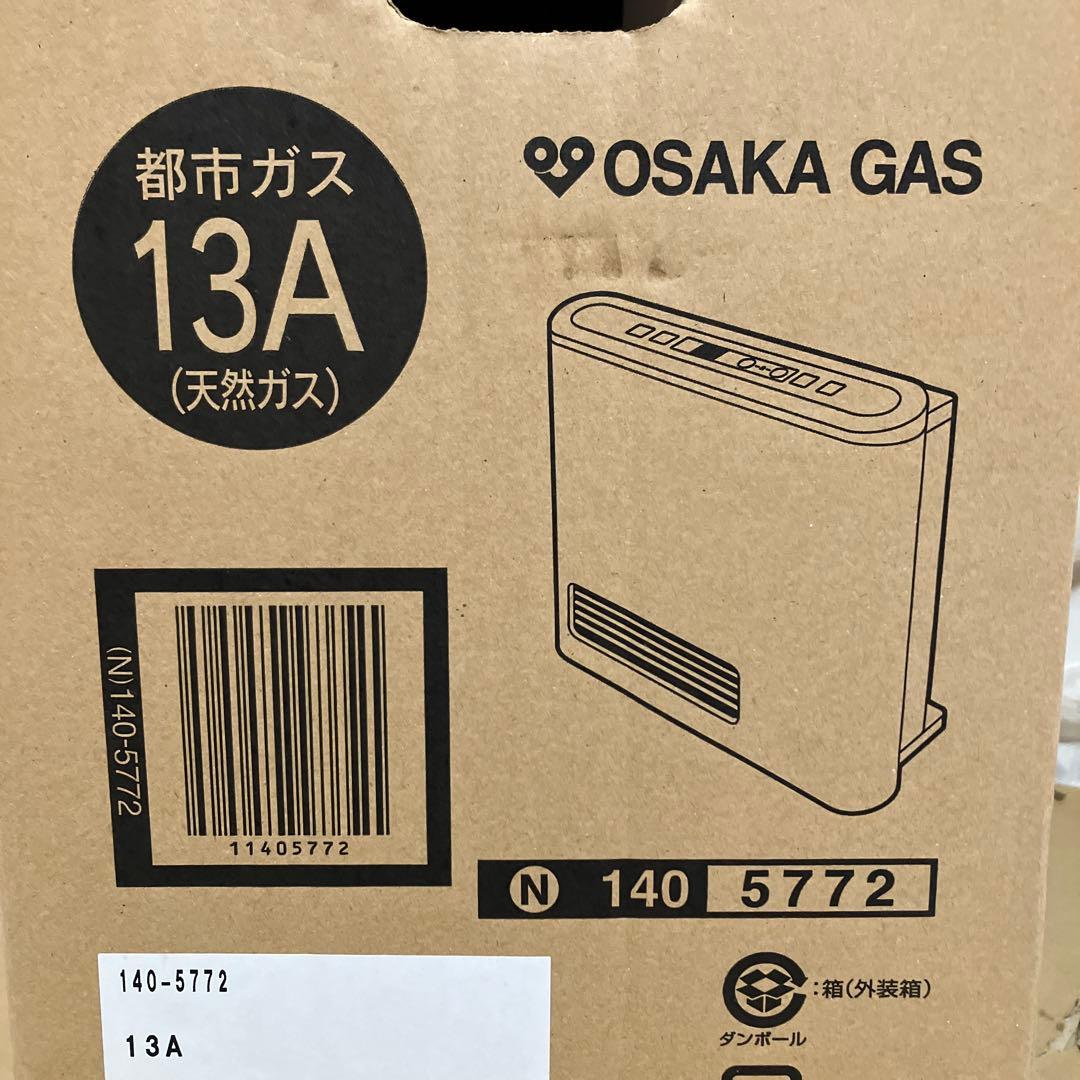 都市ガス
13A
(天然ガス)
OSAKA GAS
(N)140-5772
11405772
N 140 5772
140-5772
13A
:箱(外装箱)
ダンボール